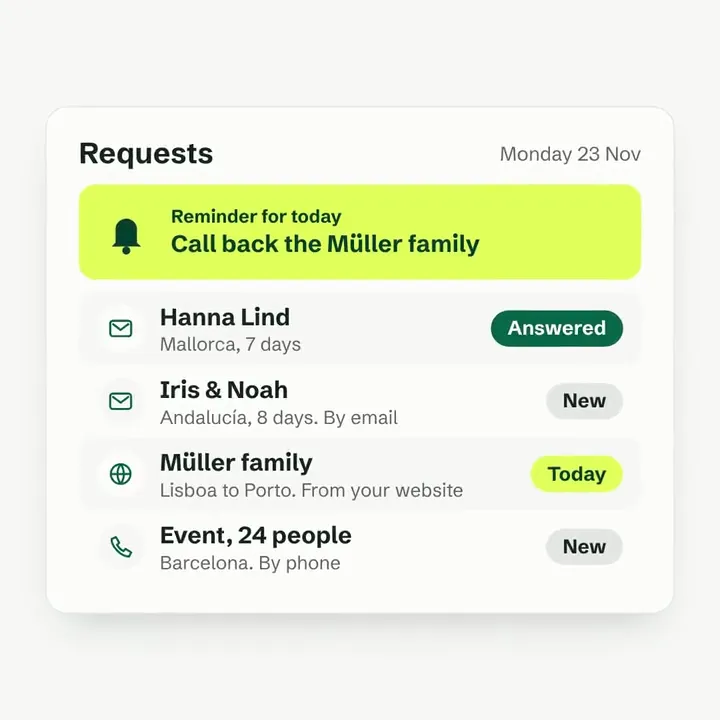 Requests
Monday 23 Nov
Reminder for today
Call back the Müller family
Hanna Lind
Mallorca, 7 days
Answered
Iris & Noah
Andalucía, 8 days. By email
New
Müller family
Lisboa to Porto. From your website
Today
Event, 24 people
Barcelona. By phone
New